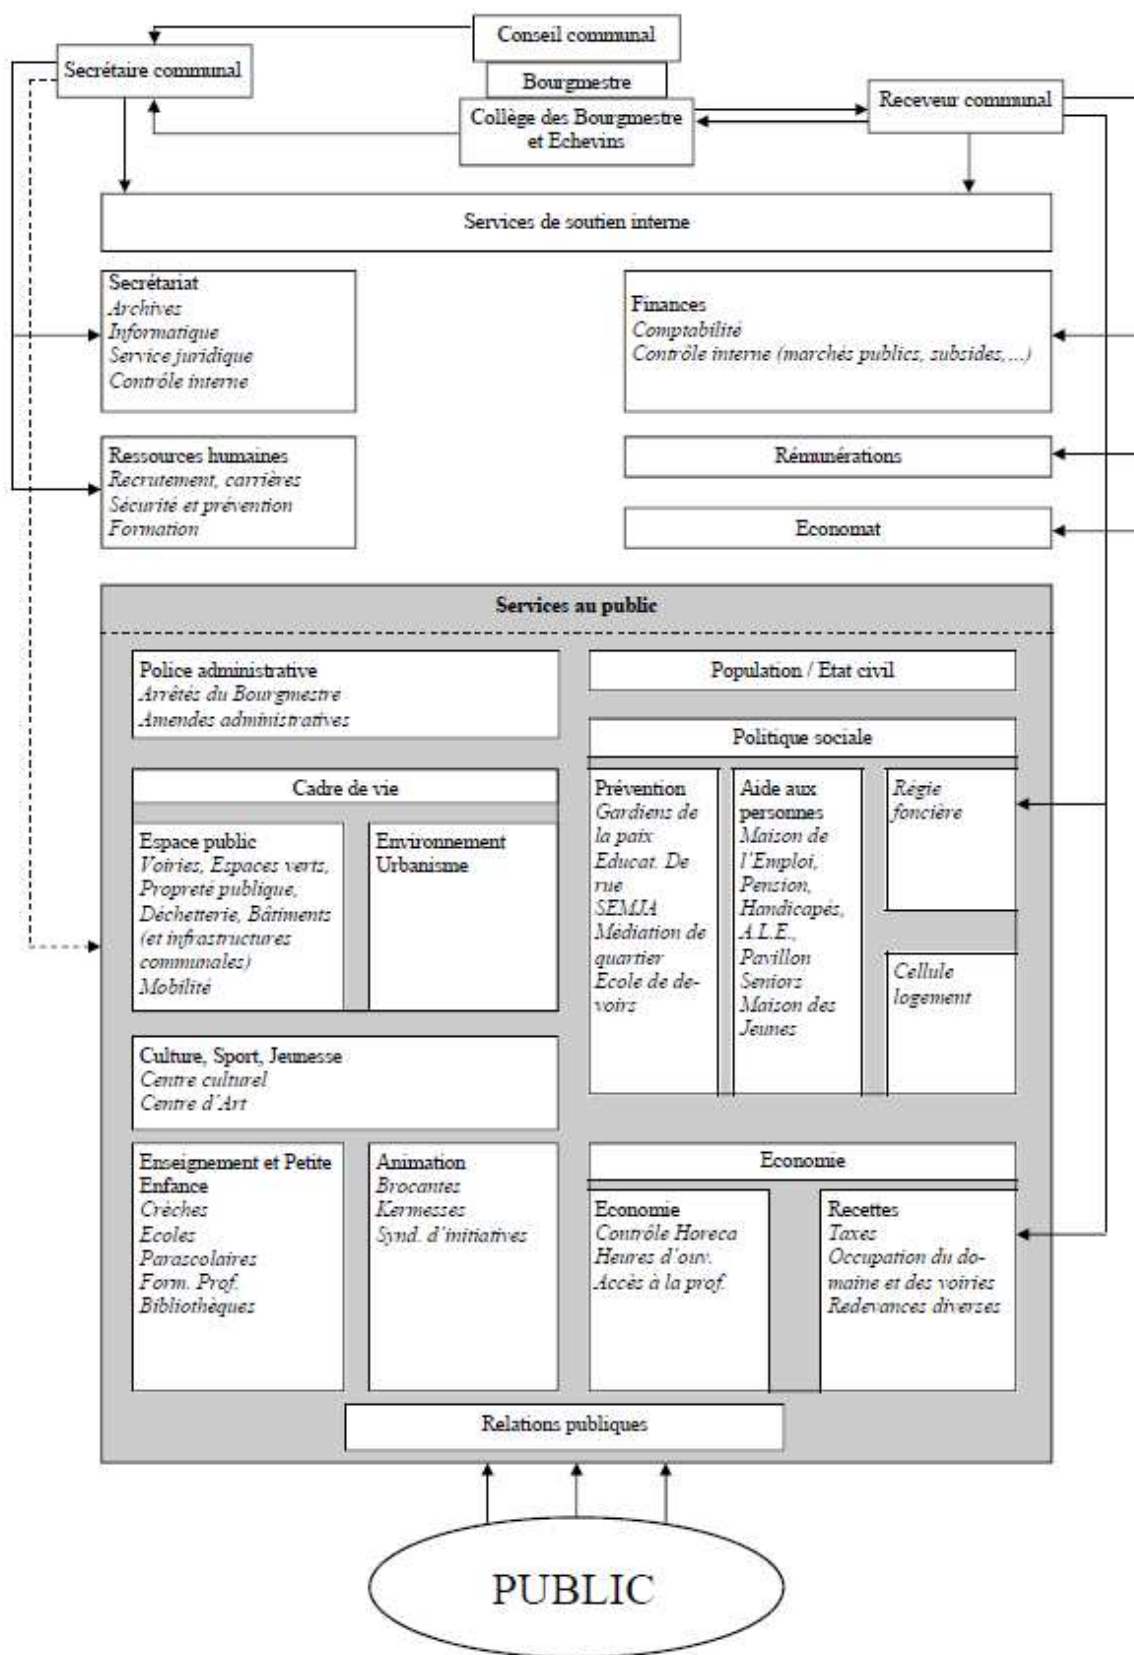 Conseil communal
Secrétaire communal
Bourgmestre
Receveur communal
Collège des Bourgmestre
et Echevins
Services de soutien interne
Secrétariat
Archives
Informatique
Service juridique
Contrôle interne
Finances
Comptabilité
Contrôle interne (marchés publics, subsides,...)
Ressources humaines
Recrutement, carrières
Sécurité et prévention
Formation
Rémunérations
Economat
Services au public
Police administrative
Arrêtés du Bourgmestre
Amendes administratives
Population / Etat civil
Politique sociale
Cadre de vie
Espace public
Voiries, Espaces verts,
Propreté publique,
Déchetterie, Bâtiments
(et infrastructures
communales)
Mobilité
Environnement
Urbanisme
Prévention
Gardiens de
la paix
Educat. De
rue
SEMJA
Médiation de
quartier
Ecole de de-
voirs
Aide aux
personnes
Maison de
l'Emploi,
Pension,
Handicapés,
A.L.E.,
Pavillon
Seniors
Maison des
Jeunes
Régie
foncière
Cellule
logement
Culture, Sport, Jeunesse
Centre culturel
Centre d'Art
Enseignement et Petite
Enfance
Crèches
Ecoles
Parascolaires
Form. Prof.
Bibliothèques
Animation
Brocantes
Kermesses
Synd. d'initiatives
Economie
Economie
Contrôle Horeca
Heures d'ouv.
Accès à la prof.
Recettes
Taxes
Occupation du do-
maine et des voiries
Redevances diverses
Relations publiques
PUBLIC